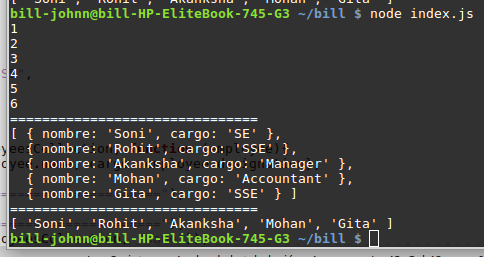 [ 'Soni', 'Rohit', 'Akanksha', 'Mohan', 'Gita' ]
bill-johnn@bill-HP-EliteBook-745-G3 ~/bill $ node index.js
1
2
3
4
5
6
===============================
[ { nombre: 'Soni', cargo: 'SE' },
{ nombre: 'Rohit', cargo: 'SSE' },
{ nombre: 'Akanksha', cargo: 'Manager' },
{ nombre: 'Mohan', cargo: 'Accountant' },
{ nombre: 'Gita', cargo: 'SSE' } ]
===============================
[ 'Soni', 'Rohit', 'Akanksha', 'Mohan', 'Gita' ]
bill-johnn@bill-HP-EliteBook-745-G3 ~/bill $